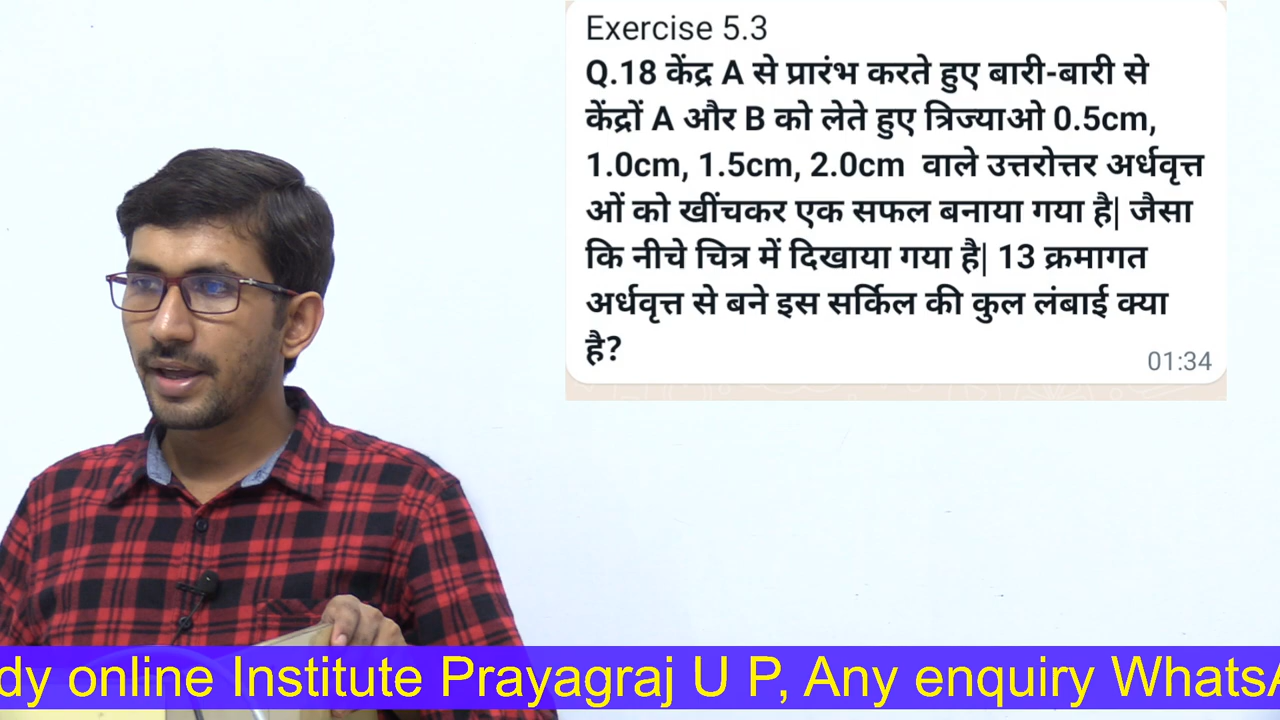 Exercise 5.3
Q.18 केंद्र A से प्रारंभ करते हुए बारी-बारी से
केंद्रों A और B को लेते हुए त्रिज्याओ 0.5cm,
1.0cm, 1.5cm, 2.0cm वाले उत्तरोत्तर अर्धवृत्त
ओं को खींचकर एक सफल बनाया गया है| जैसा
कि नीचे चित्र में दिखाया गया है| 13 क्रमागत
अर्धवृत्त से बने इस सर्किल की कुल लंबाई क्या
है?
01:34
dy online Institute Prayagraj U P, Any enquiry WhatsA